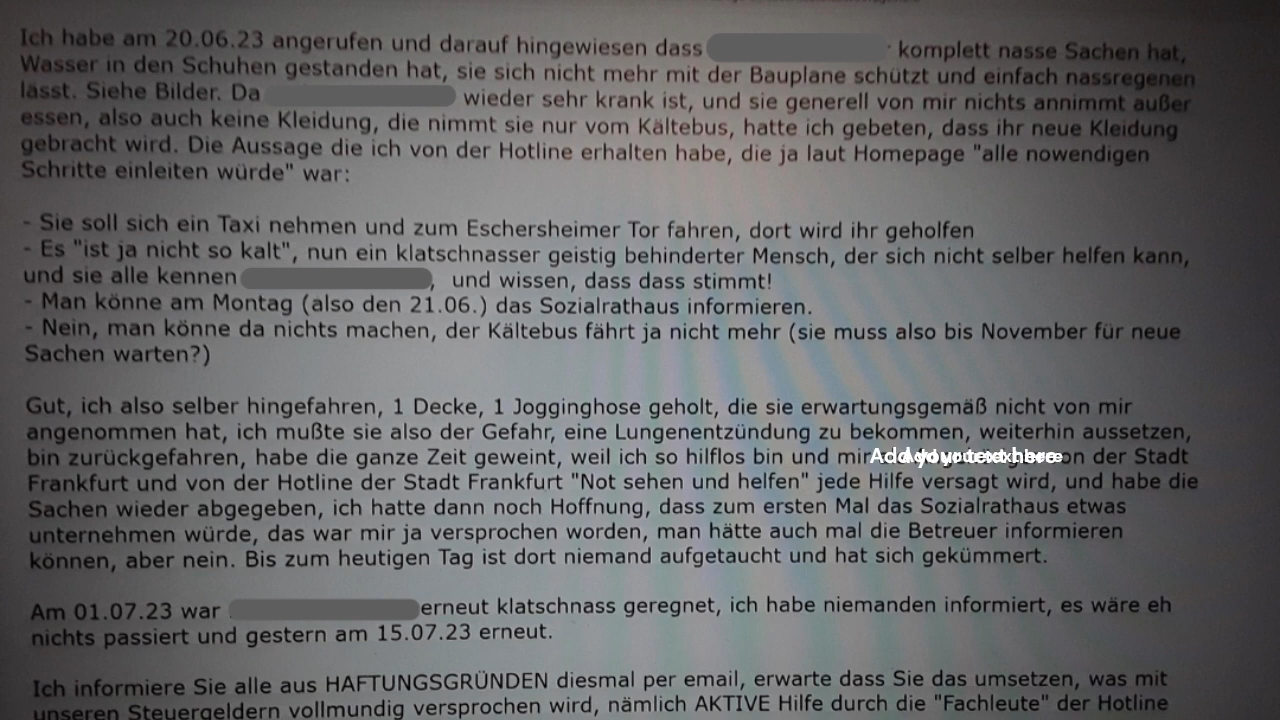 Ich habe am 20.06.23 angerufen und darauf hingewiesen dass komplett nasse Sachen hat,
Wasser in den Schuhen gestanden hat, sie sich nicht mehr mit der Bauplane schützt und einfach nassregenen
lässt. Siehe Bilder. Da wieder sehr krank ist, und sie generell von mir nichts annimmt außer
essen, also auch keine Kleidung, die nimmt sie nur vom Kältebus, hatte ich gebeten, dass ihr neue Kleidung
gebracht wird. Die Aussage die ich von der Hotline erhalten habe, die ja laut Homepage "alle nowendigen
Schritte einleiten würde" war:
- Sie soll sich ein Taxi nehmen und zum Eschersheimer Tor fahren, dort wird ihr geholfen
- Es "ist ja nicht so kalt", nun ein klatschnasser geistig behinderter Mensch, der sich nicht selber helfen kann,
und sie alle kennen , und wissen, dass dass stimmt!
- Man könne am Montag (also den 21.06.) das Sozialrathaus informieren.
- Nein, man könne da nichts machen, der Kältebus fährt ja nicht mehr (sie muss also bis November für neue
Sachen warten?)
Gut, ich also selber hingefahren, 1 Decke, 1 Jogginghose geholt, die sie erwartungsgemäß nicht von mir
angenommen hat, ich mußte sie also der Gefahr, eine Lungenentzündung zu bekommen, weiterhin aussetzen,
bin zurückgefahren, habe die ganze Zeit geweint, weil ich so hilflos bin und mir Add your text here von der Stadt
Frankfurt und von der Hotline der Stadt Frankfurt "Not sehen und helfen" jede Hilfe versagt wird, und habe die
Sachen wieder abgegeben, ich hatte dann noch Hoffnung, dass zum ersten Mal das Sozialrathaus etwas
unternehmen würde, das war mir ja versprochen worden, man hätte auch mal die Betreuer informieren
können, aber nein. Bis zum heutigen Tag ist dort niemand aufgetaucht und hat sich gekümmert.
Am 01.07.23 war erneut klatschnass geregnet, ich habe niemanden informiert, es wäre eh
nichts passiert und gestern am 15.07.23 erneut.
Ich informiere Sie alle aus HAFTUNGSGRÜNDEN diesmal per email, erwarte dass Sie das umsetzen, was mit
unseren Steuergeldern vollmundig versprochen wird, nämlich AKTIVE Hilfe durch die "Fachleute" der Hotline